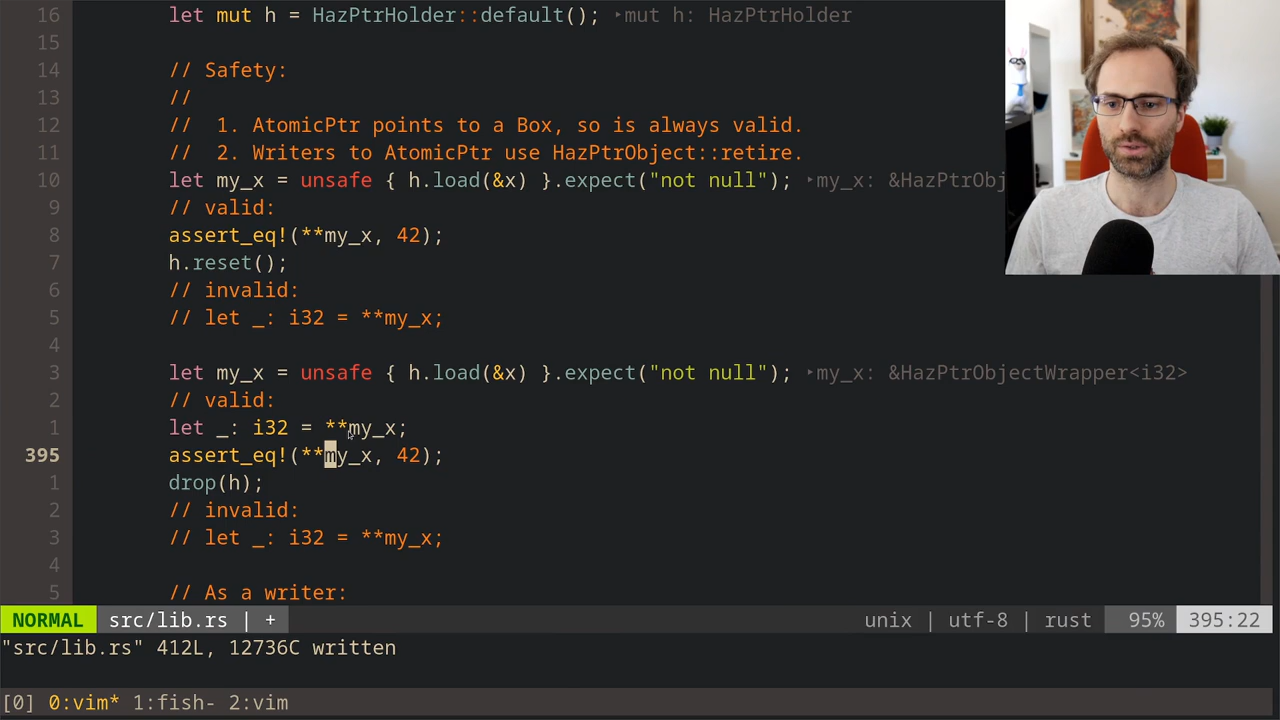 16 let mut h = HazPtrHolder::default(); ‣mut h: HazPtrHolder
15
14 // Safety:
13 //
12 //  1. AtomicPtr points to a Box, so is always valid.
11 //  2. Writers to AtomicPtr use HazPtrObject::retire.
10 let my_x = unsafe { h.load(&x) }.expect("not null"); ‣my_x: &HazPtrObj
9 // valid:
8 assert_eq!(**my_x, 42);
7 h.reset();
6 // invalid:
5 // let _: i32 = **my_x;
4
3 let my_x = unsafe { h.load(&x) }.expect("not null"); ‣my_x: &HazPtrObjectWrapper<i32>
2 // valid:
1 let _: i32 = **my_x;
395 assert_eq!(**my_x, 42);
1 drop(h);
2 // invalid:
3 // let _: i32 = **my_x;
4
5 // As a writer:
NORMAL src/lib.rs | + unix | utf-8 | rust 95% 395:22
"src/lib.rs" 412L, 12736C written
[0] 0:vim* 1:fish- 2:vim